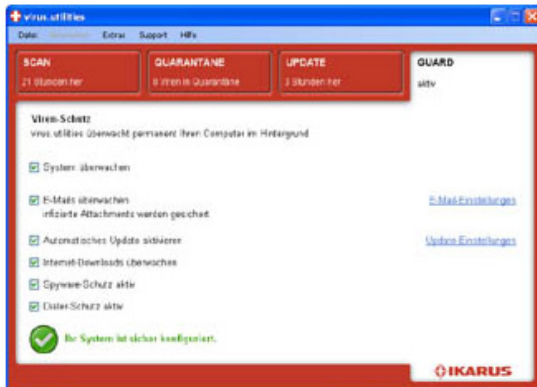 virus.utilities
Datei Extras Support Hilfe
SCAN
21 Stunden her
QUARANTÄNE
0 Viren in Quarantäne
UPDATE
3 Stunden her
GUARD
aktiv
Viren-Schutz
virus.utilities überwacht permanent Ihren Computer im Hintergrund
System überwachen
E-Mails überwachen
infizierte Attachments werden gesichert
E-Mail-Einstellungen
Automatisches Update aktivieren
Update-Einstellungen
Internet-Downloads überwachen
Spyware-Schutz aktiv
Dialer-Schutz aktiv
Ihr System ist sicher konfiguriert.
IKARUS